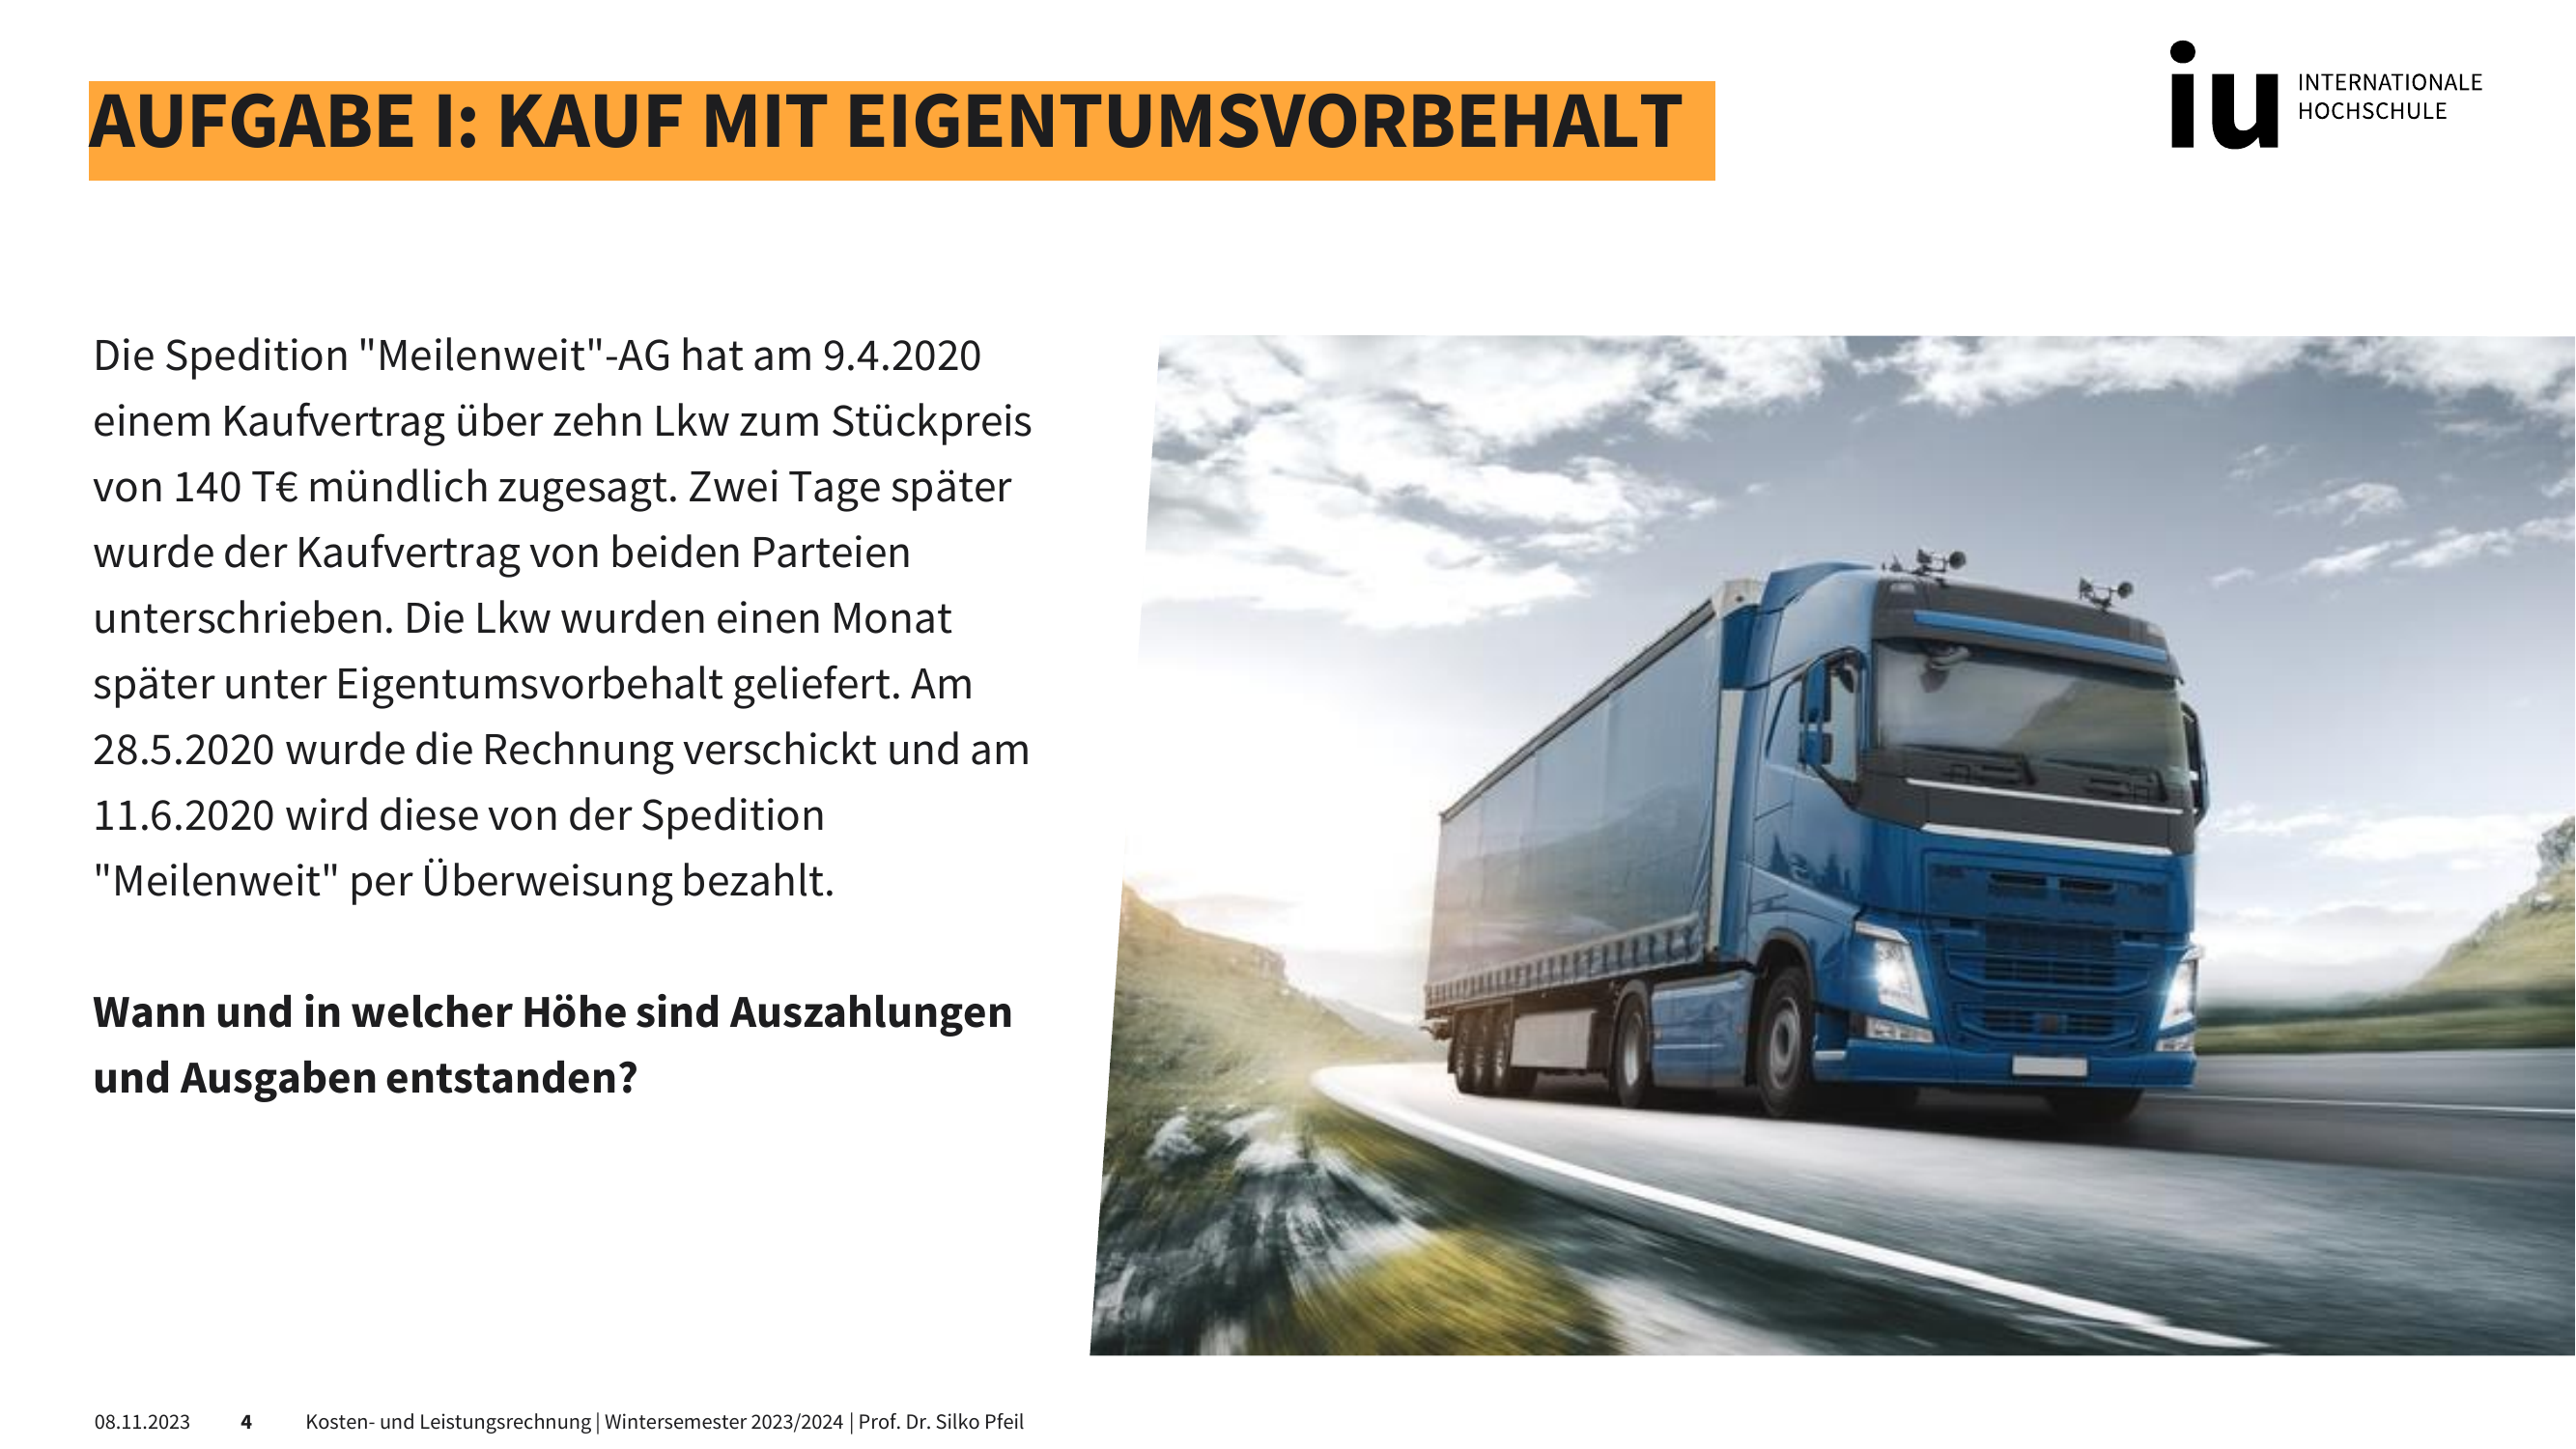 AUFGABE I: KAUF MIT EIGENTUMSVORBEHALT
iu INTERNATIONALE
HOCHSCHULE
Die Spedition "Meilenweit"-AG hat am 9.4.2020
einem Kaufvertrag über zehn Lkw zum Stückpreis
von 140 T€ mündlich zugesagt. Zwei Tage später
wurde der Kaufvertrag von beiden Parteien
unterschrieben. Die Lkw wurden einen Monat
später unter Eigentumsvorbehalt geliefert. Am
28.5.2020 wurde die Rechnung verschickt und am
11.6.2020 wird diese von der Spedition
"Meilenweit" per Überweisung bezahlt.
Wann und in welcher Höhe sind Auszahlungen
und Ausgaben entstanden?
08.11.2023 4 Kosten- und Leistungsrechnung | Wintersemester 2023/2024 | Prof. Dr. Silko Pfeil